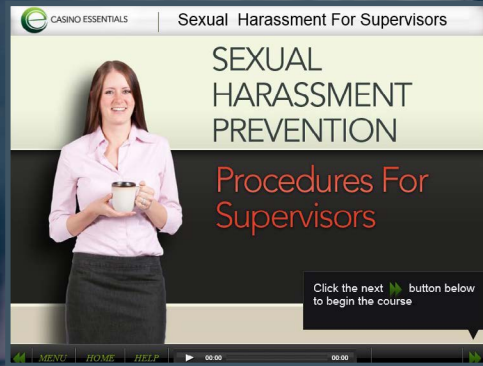 CASINO ESSENTIALS
Sexual Harassment For Supervisors
SEXUAL
HARASSMENT
PREVENTION
Procedures For
Supervisors
Click the next button below
to begin the course
MENU HOME HELP 00:00 00:00